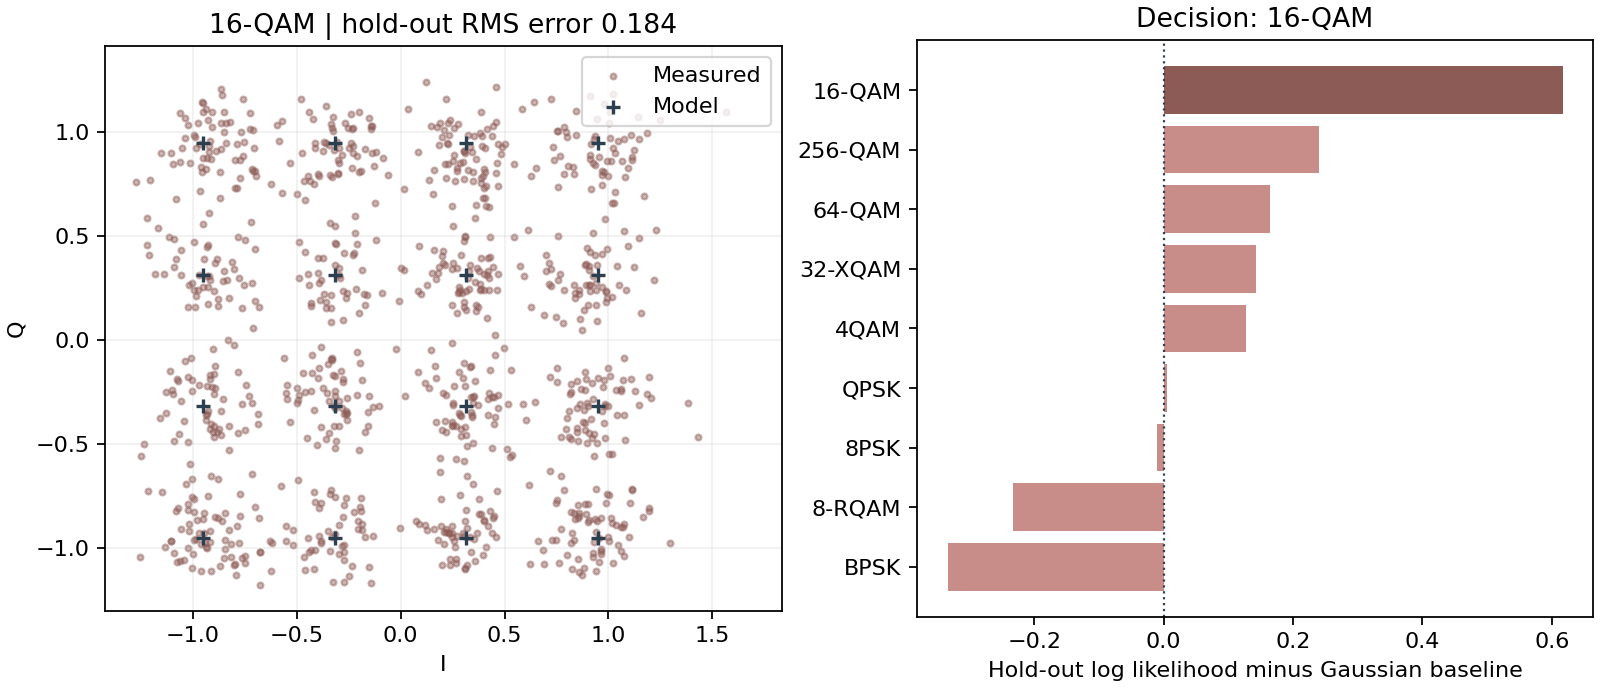 16-QAM | hold-out RMS error 0.184
Measured
Model
1.0
0.5
0.0
−0.5
−1.0
Q
−1.0
−0.5
0.0
0.5
1.0
1.5
I
Decision: 16-QAM
16-QAM
256-QAM
64-QAM
32-XQAM
4QAM
QPSK
8PSK
8-RQAM
BPSK
−0.2
0.0
0.2
0.4
0.6
Hold-out log likelihood minus Gaussian baseline